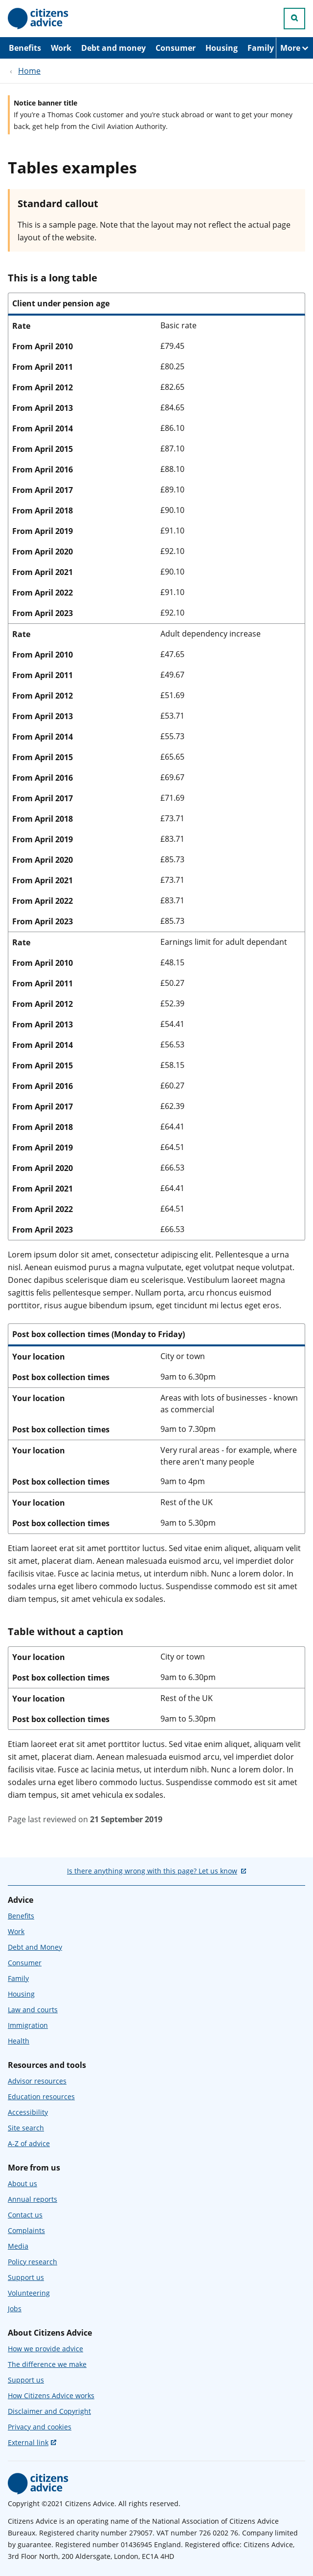 citizens
advice
Benefits Work Debt and money Consumer Housing Family More
Home
Notice banner title
If you're a Thomas Cook customer and you're stuck abroad or want to get your money
back, get help from the Civil Aviation Authority.
Tables examples
Standard callout
This is a sample page. Note that the layout may not reflect the actual page
layout of the website.
This is a long table
Client under pension age
Rate Basic rate
From April 2010 £79.45
From April 2011 £80.25
From April 2012 £82.65
From April 2013 £84.65
From April 2014 £86.10
From April 2015 £87.10
From April 2016 £88.10
From April 2017 £89.10
From April 2018 £90.10
From April 2019 £91.10
From April 2020 £92.10
From April 2021 £90.10
From April 2022 £91.10
From April 2023 £92.10
Rate Adult dependency increase
From April 2010 £47.65
From April 2011 £49.67
From April 2012 £51.69
From April 2013 £53.71
From April 2014 £55.73
From April 2015 £65.65
From April 2016 £69.67
From April 2017 £71.69
From April 2018 £73.71
From April 2019 £83.71
From April 2020 £85.73
From April 2021 £73.71
From April 2022 £83.71
From April 2023 £85.73
Rate Earnings limit for adult dependant
From April 2010 £48.15
From April 2011 £50.27
From April 2012 £52.39
From April 2013 £54.41
From April 2014 £56.53
From April 2015 £58.15
From April 2016 £60.27
From April 2017 £62.39
From April 2018 £64.41
From April 2019 £64.51
From April 2020 £66.53
From April 2021 £64.41
From April 2022 £64.51
From April 2023 £66.53
Lorem ipsum dolor sit amet, consectetur adipiscing elit. Pellentesque a urna
nisl. Aenean euismod purus a magna vulputate, eget volutpat neque volutpat.
Donec dapibus scelerisque diam eu scelerisque. Vestibulum laoreet magna
sagittis felis pellentesque semper. Nullam porta, arcu rhoncus euismod
porttitor, risus augue bibendum ipsum, eget tincidunt mi lectus eget eros.
Post box collection times (Monday to Friday)
Your location City or town
Post box collection times 9am to 6.30pm
Your location Areas with lots of businesses - known
as commercial
Post box collection times 9am to 7.30pm
Your location Very rural areas - for example, where
there aren't many people
Post box collection times 9am to 4pm
Your location Rest of the UK
Post box collection times 9am to 5.30pm
Etiam laoreet erat sit amet porttitor luctus. Sed vitae enim aliquet, aliquam velit
sit amet, placerat diam. Aenean malesuada euismod arcu, vel imperdiet dolor
facilisis vitae. Fusce ac lacinia metus, ut interdum nibh. Nunc a lorem dolor. In
sodales urna eget libero commodo luctus. Suspendisse commodo est sit amet
diam tempus, sit amet vehicula ex sodales.
Table without a caption
Your location City or town
Post box collection times 9am to 6.30pm
Your location Rest of the UK
Post box collection times 9am to 5.30pm
Etiam laoreet erat sit amet porttitor luctus. Sed vitae enim aliquet, aliquam velit
sit amet, placerat diam. Aenean malesuada euismod arcu, vel imperdiet dolor
facilisis vitae. Fusce ac lacinia metus, ut interdum nibh. Nunc a lorem dolor. In
sodales urna eget libero commodo luctus. Suspendisse commodo est sit amet
diam tempus, sit amet vehicula ex sodales.
Page last reviewed on 21 September 2019
Is there anything wrong with this page? Let us know
Advice
Benefits
Work
Debt and Money
Consumer
Family
Housing
Law and courts
Immigration
Health
Resources and tools
Advisor resources
Education resources
Accessibility
Site search
A-Z of advice
More from us
About us
Annual reports
Contact us
Complaints
Media
Policy research
Support us
Volunteering
Jobs
About Citizens Advice
How we provide advice
The difference we make
Support us
How Citizens Advice works
Disclaimer and Copyright
Privacy and cookies
External link
citizens
advice
Copyright ©2021 Citizens Advice. All rights reserved.
Citizens Advice is an operating name of the National Association of Citizens Advice
Bureaux. Registered charity number 279057. VAT number 726 0202 76. Company limited
by guarantee. Registered number 01436945 England. Registered office: Citizens Advice,
3rd Floor North, 200 Aldersgate, London, EC1A 4HD